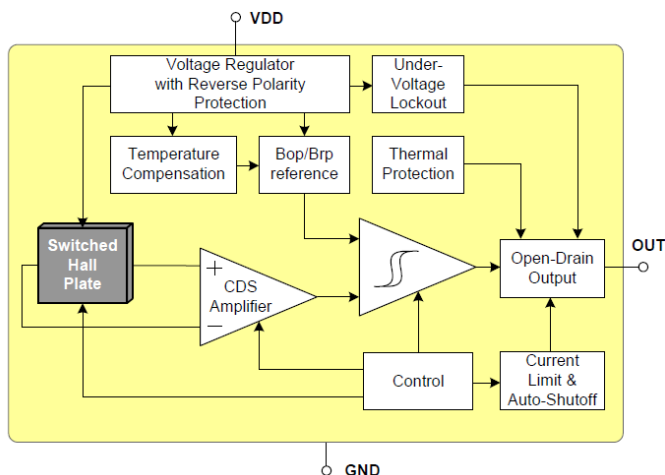 VDD
Voltage Regulator
with Reverse Polarity
Protection
Under-
Voltage
Lockout
Temperature
Compensation
Bop/Brp
reference
Thermal
Protection
Switched
Hall
Plate
+
CDS
Amplifier
−
Open-Drain
Output
OUT
Control
Current
Limit &
Auto-Shutoff
GND